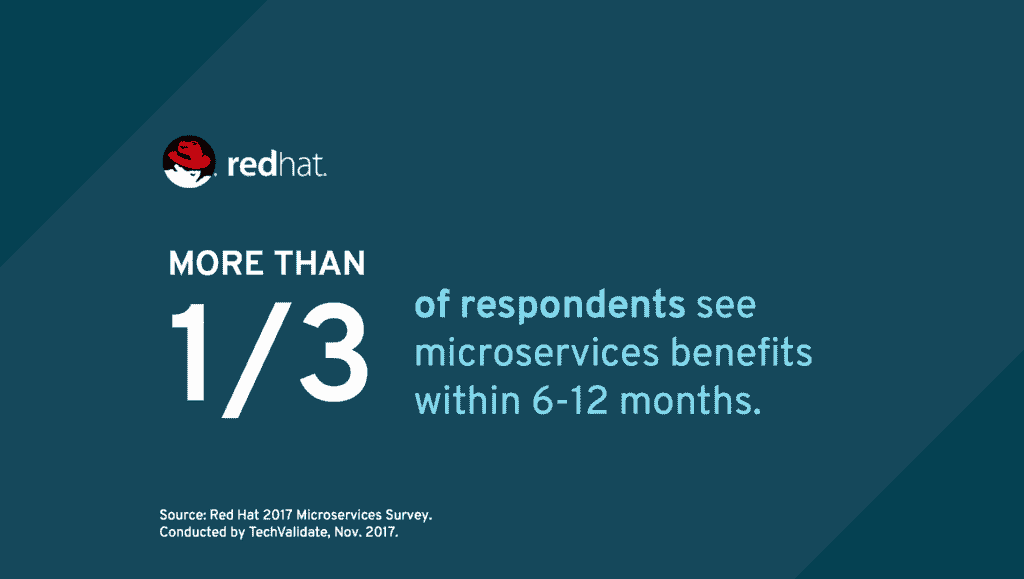 redhat.
MORE THAN
1/3
of respondents see
microservices benefits
within 6-12 months.
Source: Red Hat 2017 Microservices Survey.
Conducted by TechValidate, Nov. 2017.